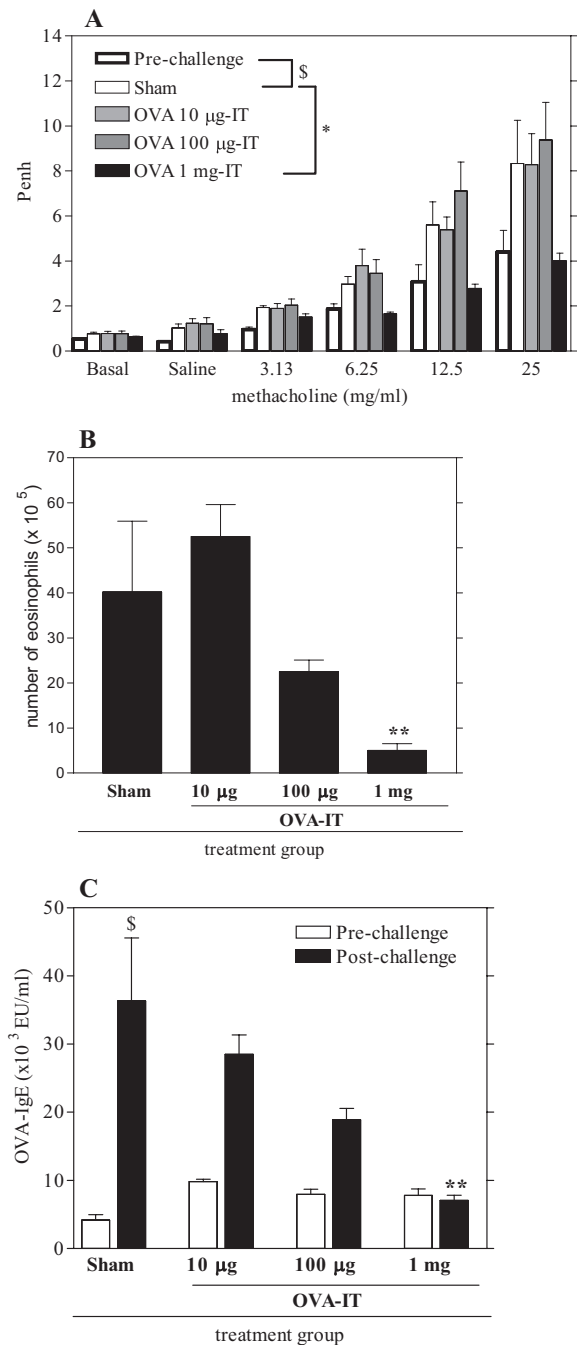 A
14
12
10
8
6
4
2
0
Penh
Pre-challenge
Sham
OVA 10 µg-IT
OVA 100 µg-IT
OVA 1 mg-IT
$
*
Basal Saline 3.13 6.25 12.5 25
methacholine (mg/ml)
B
70
60
50
40
30
20
10
0
number of eosinophils (x 10 5)
**
Sham 10 µg 100 µg 1 mg
OVA-IT
treatment group
C
50
40
30
20
10
0
OVA-IgE (x10 3 EU/ml)
$
Pre-challenge
Post-challenge
**
Sham 10 µg 100 µg 1 mg
OVA-IT
treatment group